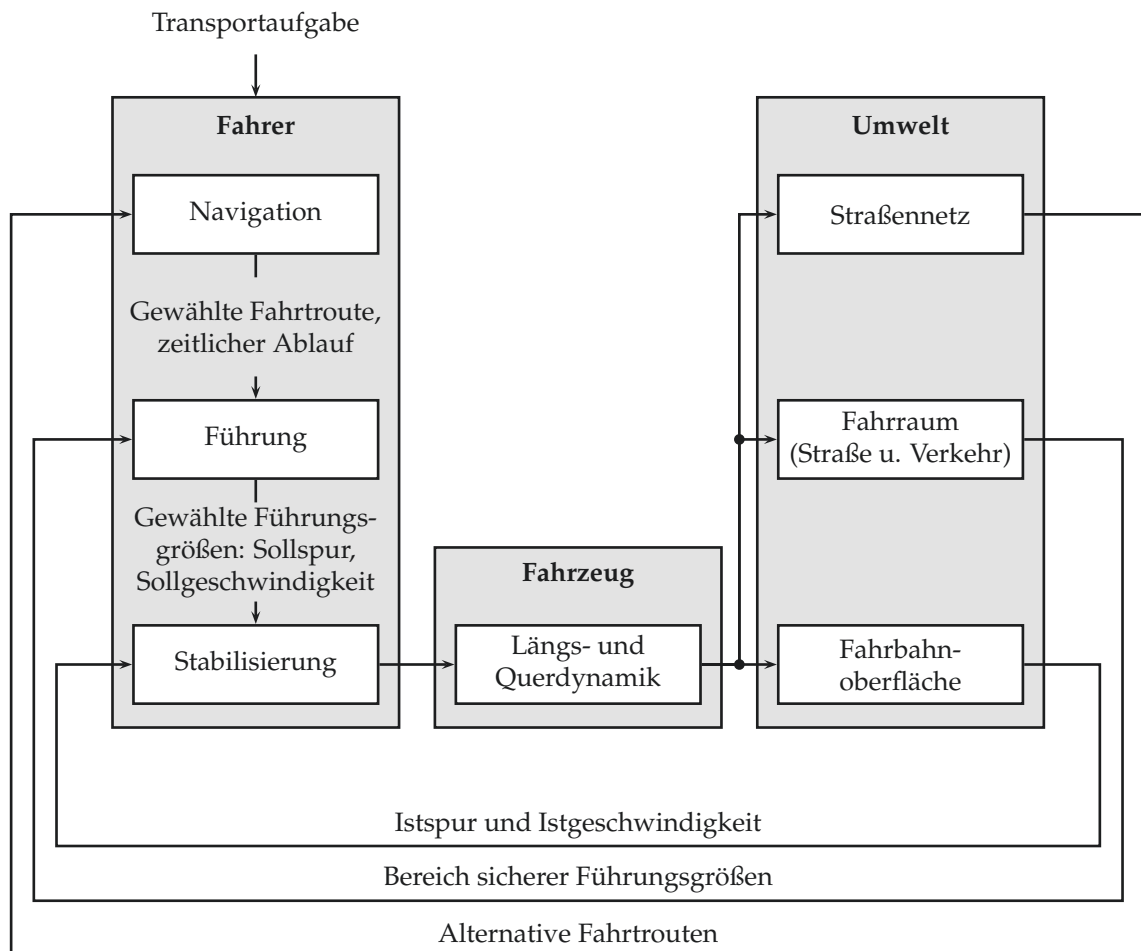 Transportaufgabe
Fahrer
Navigation
Gewählte Fahrtroute,
zeitlicher Ablauf
Führung
Gewählte Führungs-
größen: Sollspur,
Sollgeschwindigkeit
Stabilisierung
Fahrzeug
Längs- und
Querdynamik
Umwelt
Straßennetz
Fahrraum
(Straße u. Verkehr)
Fahrbahn-
oberfläche
Istspur und Istgeschwindigkeit
Bereich sicherer Führungsgrößen
Alternative Fahrtrouten